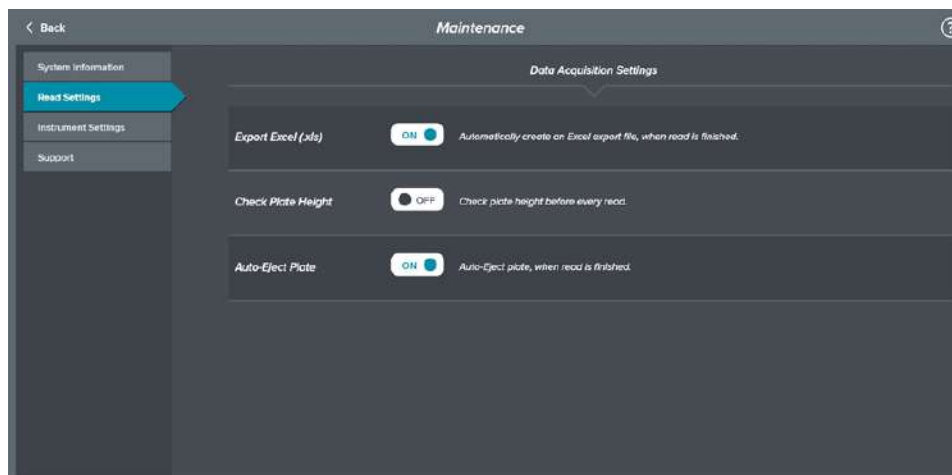 Back
Maintenance
?
System Information
Read Settings
Instrument Settings
Support
Data Acquisition Settings
Export Excel (.xls)
ON
Automatically create an Excel export file, when read is finished.
Check Plate Height
OFF
Check plate height before every read.
Auto-Eject Plate
ON
Auto-Eject plate, when read is finished.